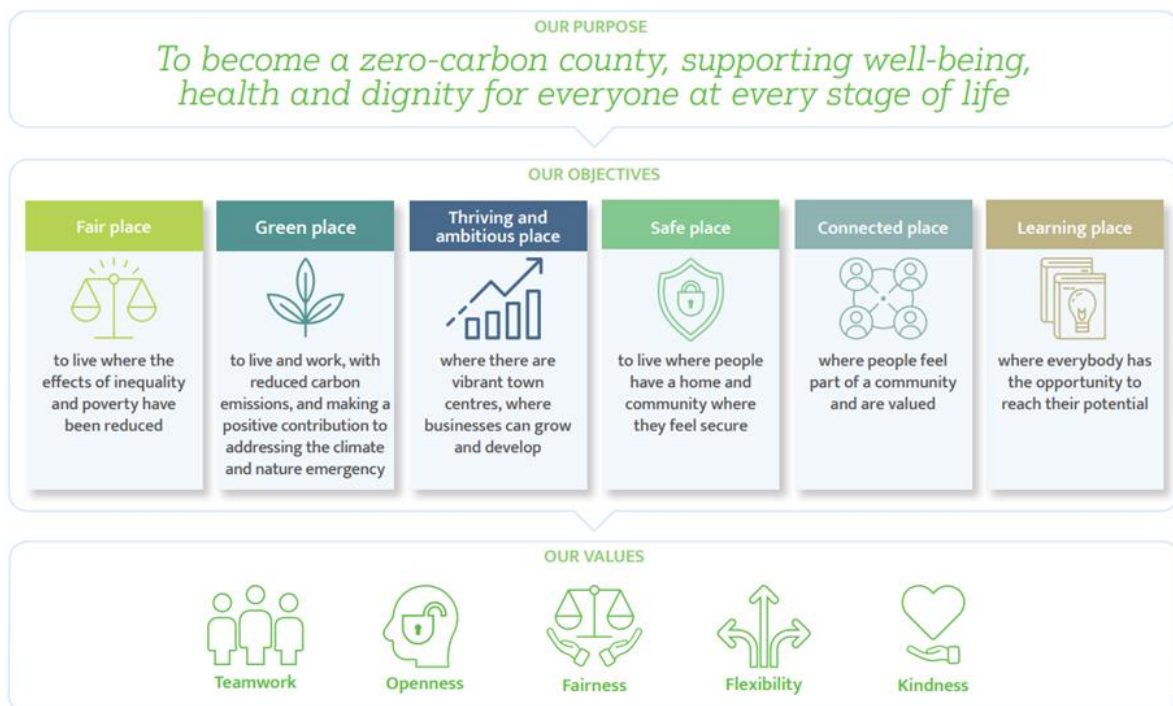 OUR PURPOSE
To become a zero-carbon county, supporting well-being,
health and dignity for everyone at every stage of life
OUR OBJECTIVES
Fair place
to live where the
effects of inequality
and poverty have
been reduced
Green place
to live and work, with
reduced carbon
emissions, and making a
positive contribution to
addressing the climate
and nature emergency
Thriving and
ambitious place
where there are
vibrant town
centres, where
businesses can grow
and develop
Safe place
to live where people
have a home and
community where
they feel secure
Connected place
where people feel
part of a community
and are valued
Learning place
where everybody has
the opportunity to
reach their potential
OUR VALUES
Teamwork
Openness
Fairness
Flexibility
Kindness